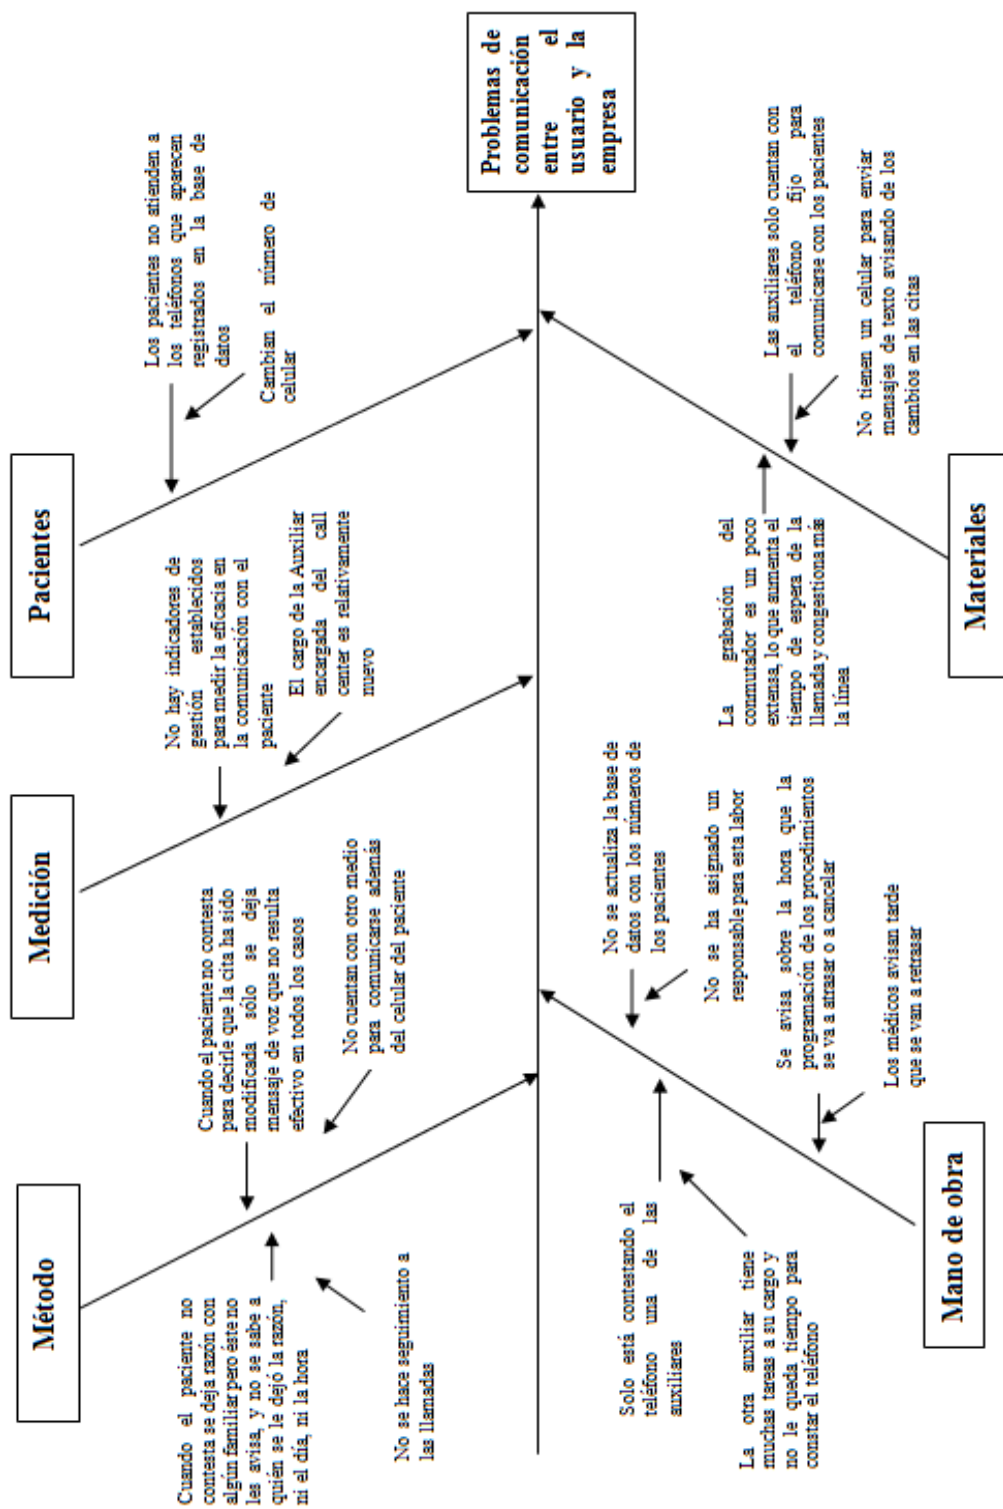 Método
Medición
Pacientes
Cuando el paciente no
contesta se deja razón con
algún familiar pero éste no
les avisa, y no se sabe a
quién se le dejó la razón,
ni el día, ni la hora
No se hace seguimiento a
las llamadas
Cuando el paciente no contesta
para decirle que la cita ha sido
modificada sólo se deja
mensaje de voz que no resulta
efectivo en todos los casos
No cuentan con otro medio
para comunicarse además
del celular del paciente
No hay indicadores de
gestión establecidos
para medir la eficacia en
la comunicación con el
paciente
El cargo de la Auxiliar
encargada del call
center es relativamente
nuevo
Los pacientes no atienden a
los teléfonos que aparecen
registrados en la base de
datos
Cambian el número de
celular
Problemas de
comunicación
entre el
usuario y la
empresa
Solo está contestando el
teléfono una de las
auxiliares
La otra auxiliar tiene
muchas tareas a su cargo y
no le queda tiempo para
constar el teléfono
No se actualiza la base de
datos con los números de
los pacientes
No se ha asignado un
responsable para esta labor
Se avisa sobre la hora que la
programación de los procedimientos
se va a atrasar o a cancelar
Los médicos avisan tarde
que se van a retrasar
La grabación del
conmutador es un poco
extensa, lo que aumenta el
tiempo de espera de la
llamada y congestiona más
la línea
Las auxiliares solo cuentan con
el teléfono fijo para
comunicarse con los pacientes
No tienen un celular para enviar
mensajes de texto avisando de los
cambios en las citas
Mano de obra
Materiales